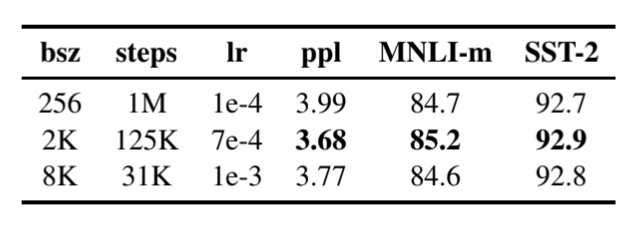 bsz steps lr ppl MNLI-m SST-2
256 1M 1e-4 3.99 84.7 92.7
2K 125K 7e-4 3.68 85.2 92.9
8K 31K 1e-3 3.77 84.6 92.8